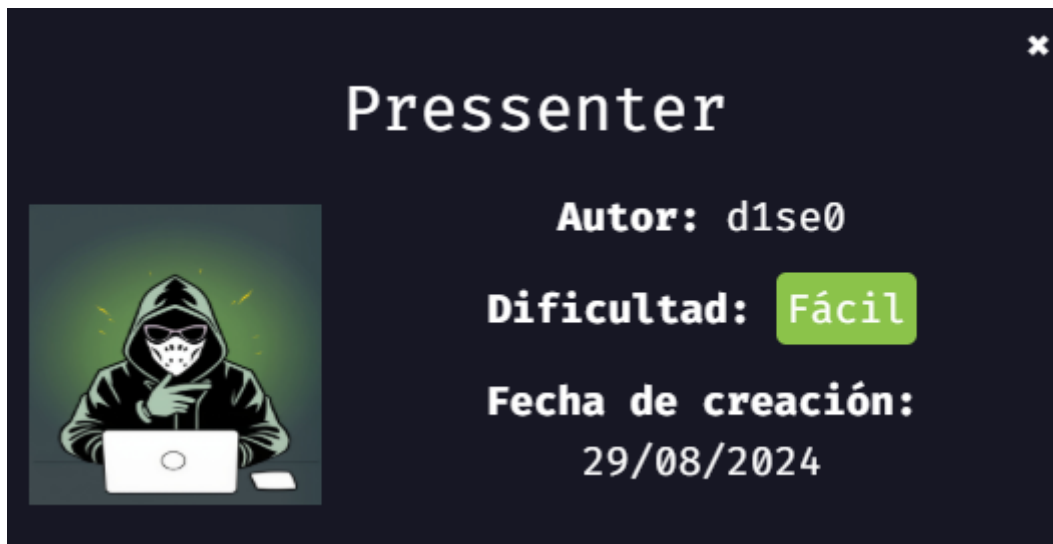 ✖
Pressenter
Autor: d1se0
Dificultad: Fácil
Fecha de creación:
29/08/2024